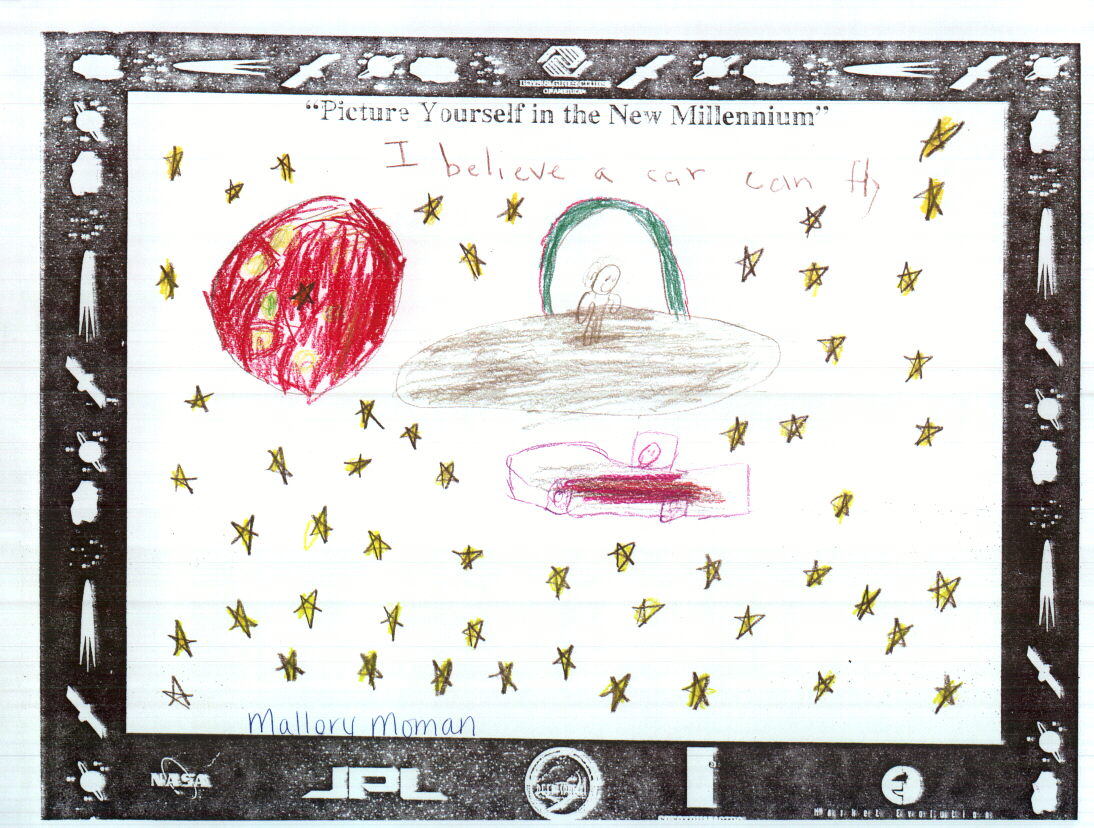 "Picture Yourself in the New Millennium"
I believe a car can fly
Mallory Moman
NASA
JPL